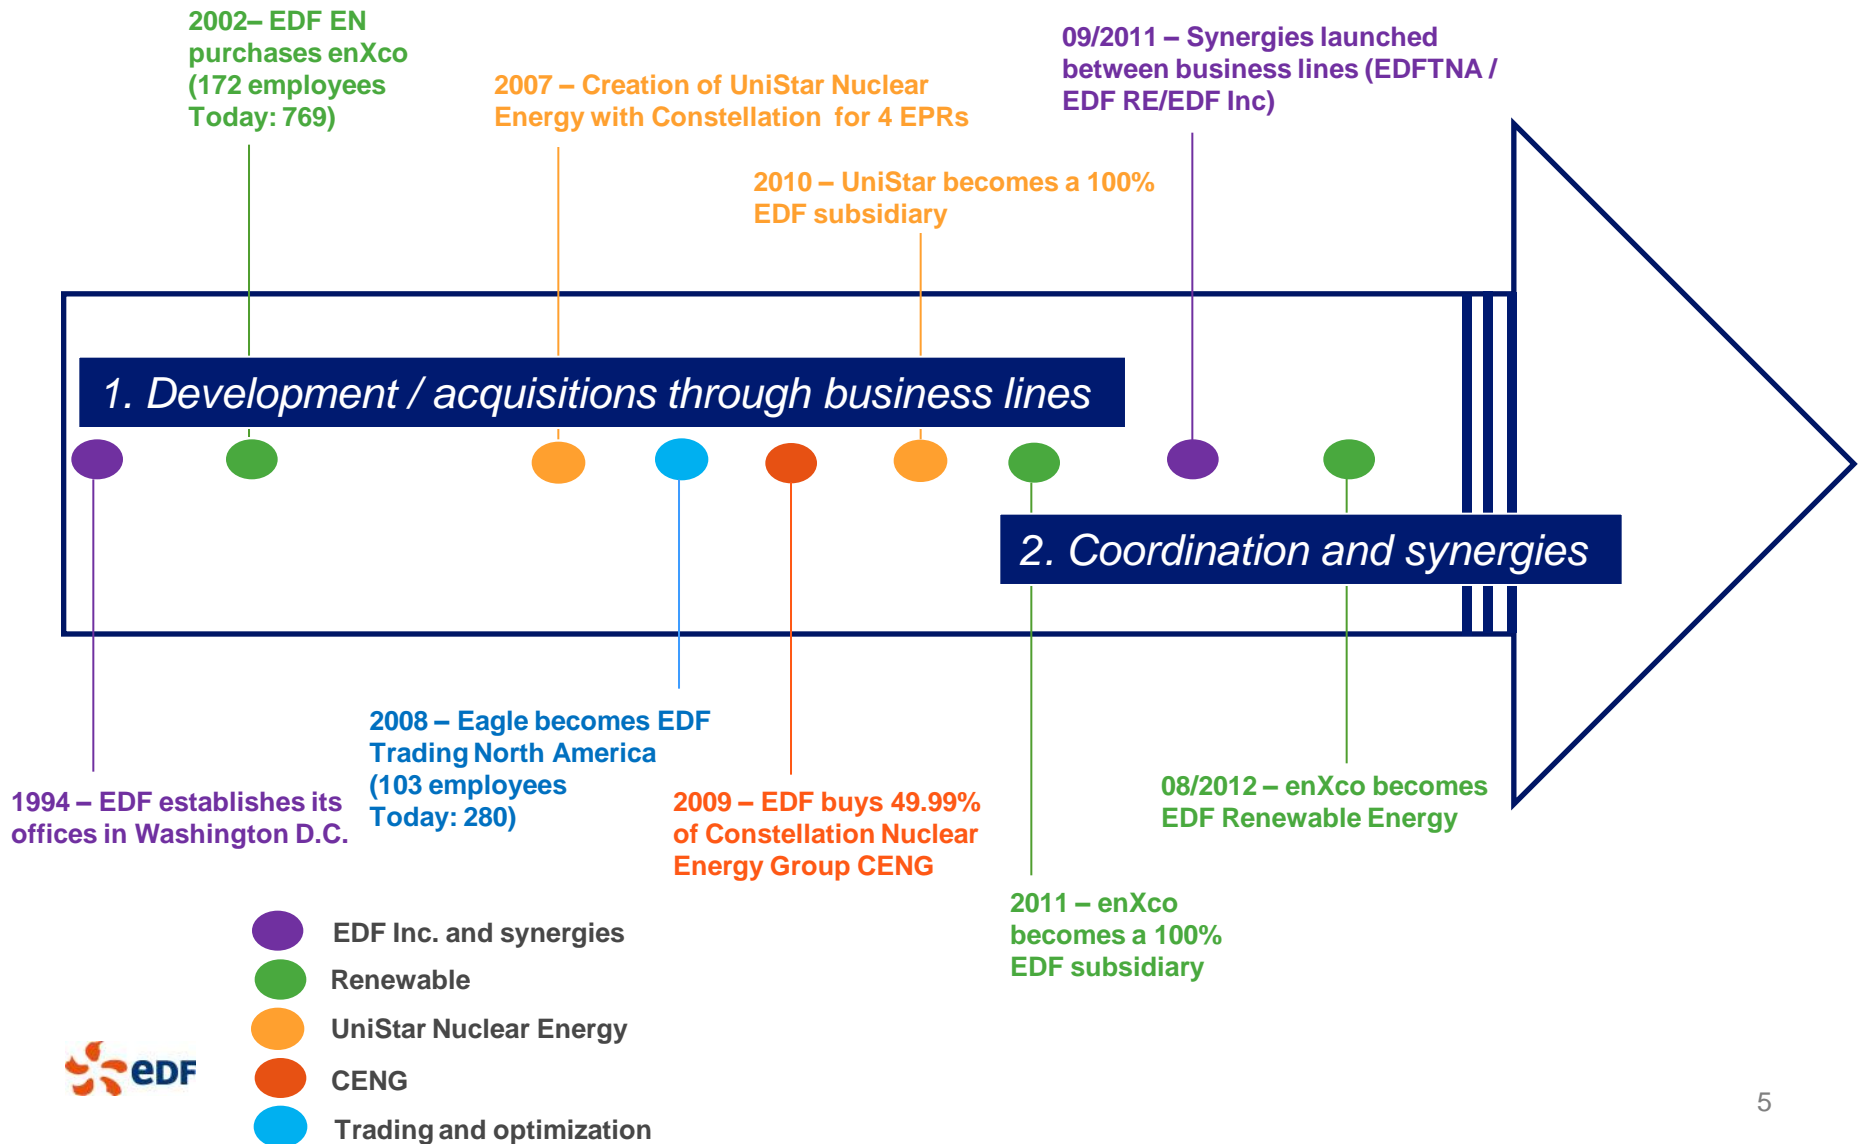 2002– EDF EN
purchases enXco
(172 employees
Today: 769)
2007 – Creation of UniStar Nuclear
Energy with Constellation for 4 EPRs
09/2011 – Synergies launched
between business lines (EDFTNA /
EDF RE/EDF Inc)
2010 – UniStar becomes a 100%
EDF subsidiary
1. Development / acquisitions through business lines
2. Coordination and synergies
1994 – EDF establishes its
offices in Washington D.C.
2008 – Eagle becomes EDF
Trading North America
(103 employees
Today: 280)
2009 – EDF buys 49.99%
of Constellation Nuclear
Energy Group CENG
2011 – enXco
becomes a 100%
EDF subsidiary
08/2012 – enXco becomes
EDF Renewable Energy
EDF Inc. and synergies
Renewable
UniStar Nuclear Energy
CENG
Trading and optimization
eDF
5